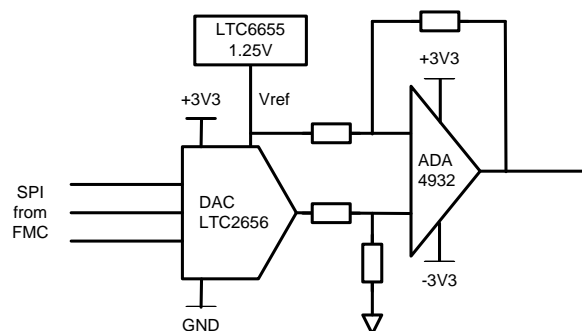 LTC6655
1.25V
+3V3
Vref
+3V3
SPI
from
FMC
DAC
LTC2656
ADA
4932
-3V3
GND